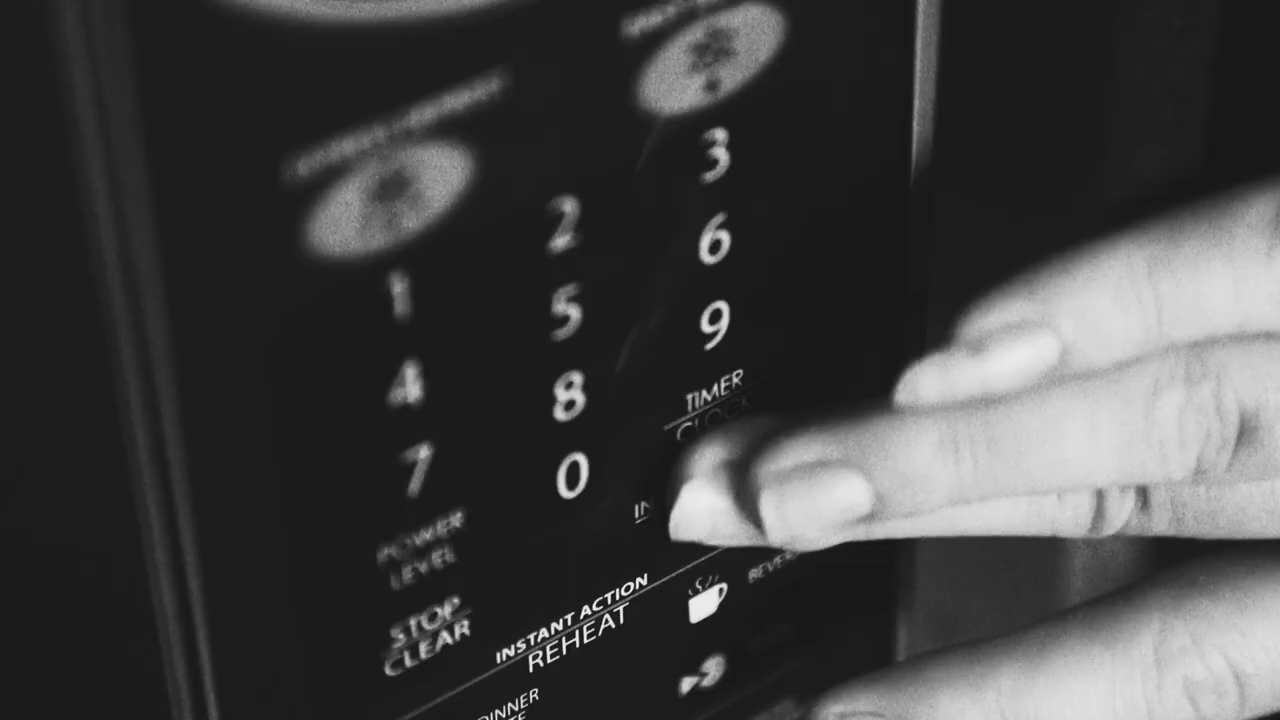 1 2 3
4 5 6
7 8 9
POWER LEVEL
0
TIMER
CLOCK
STOP
CLEAR
INSTANT ACTION
REHEAT
DINNER